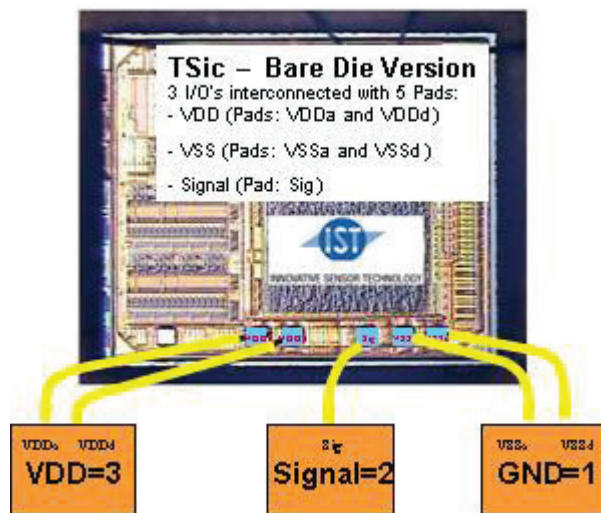 TSic – Bare Die Version
3 I/O's interconnected with 5 Pads:
- VDD (Pads: VDDa and VDDd)
- VSS (Pads: VSSa and VSSd)
- Signal (Pad: Sig)
IST
INNOVATIVE SENSOR TECHNOLOGY
Sig
VDDa VDDd
VDD=3
Sig
Signal=2
VSSa VSSd
GND=1